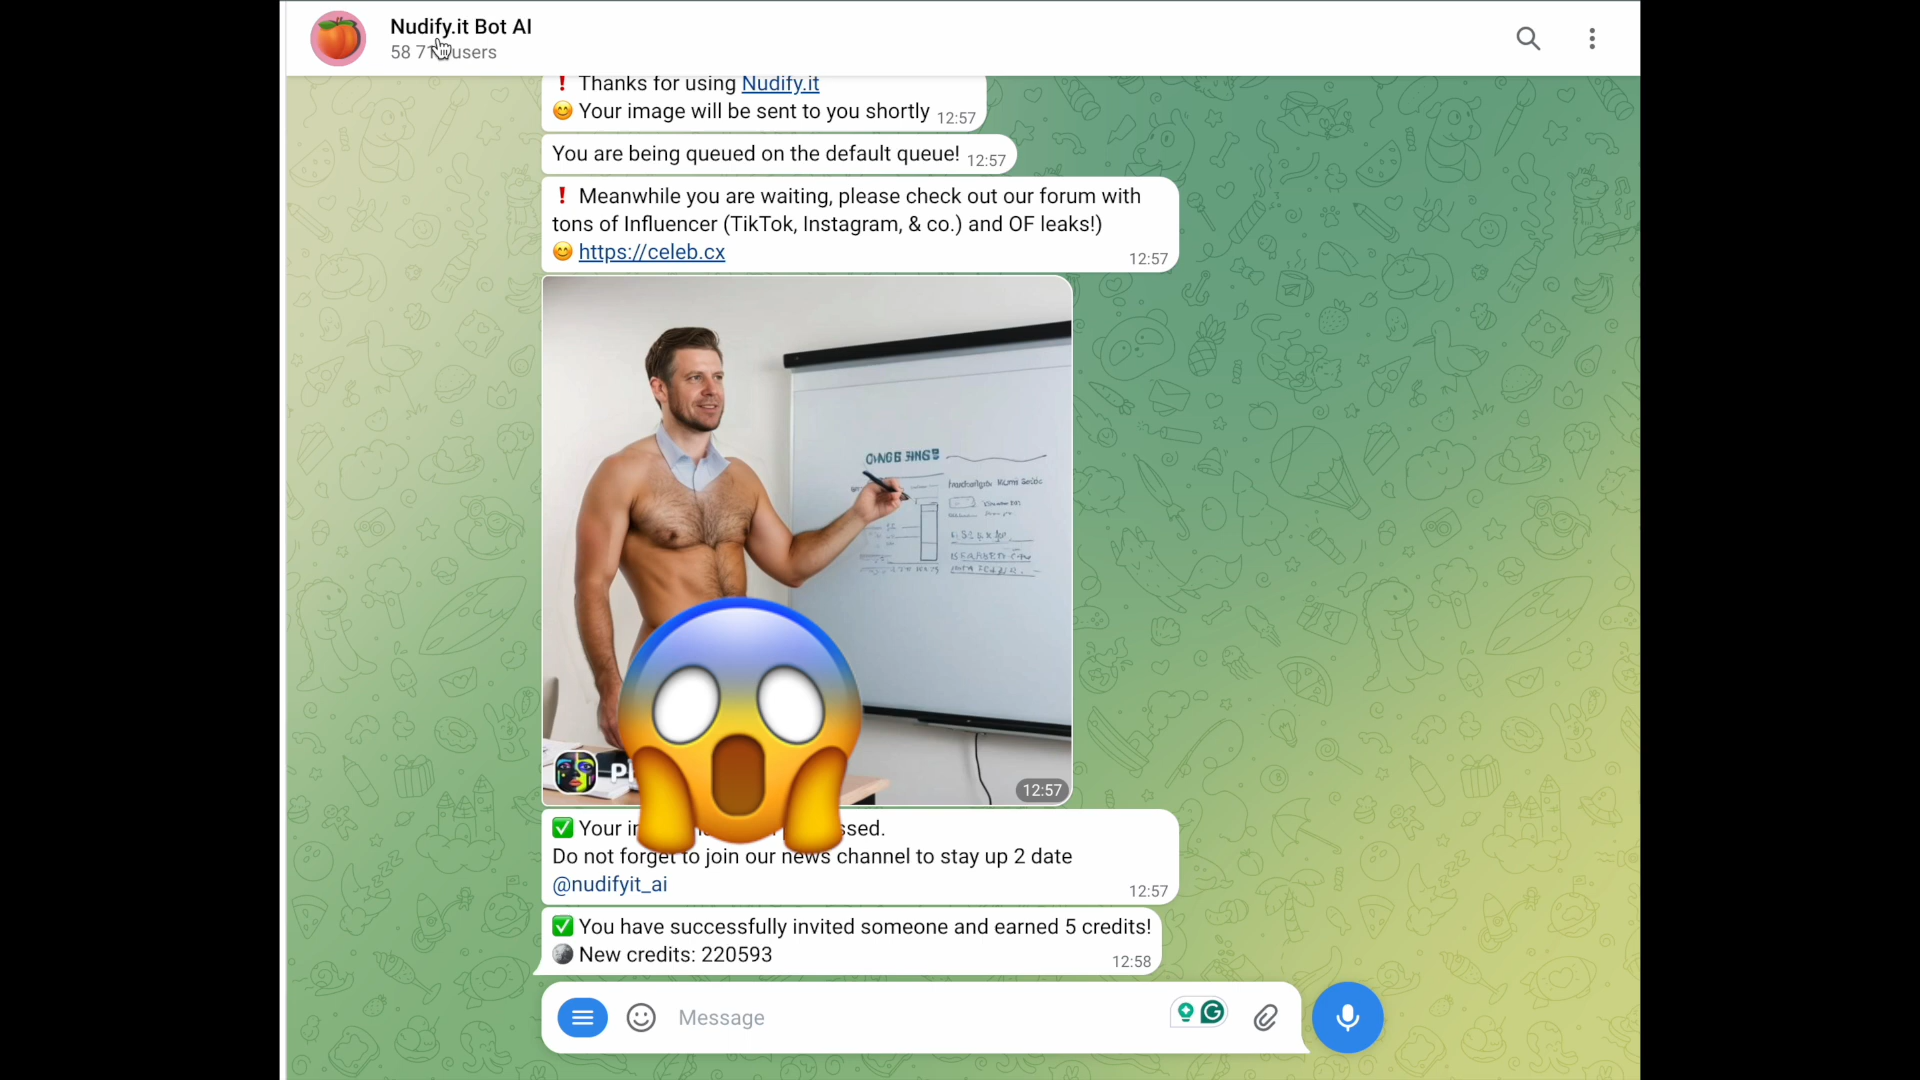 Nudify.it Bot AI
58 7 users
❗ Thanks for using Nudify.it
😊 Your image will be sent to you shortly 12:57
You are being queued on the default queue! 12:57
❗ Meanwhile you are waiting, please check out our forum with
tons of Influencer (TikTok, Instagram, & co.) and OF leaks!)
😊 https://celeb.cx 12:57
12:57
✅ Your
Do not forget to join our news channel to stay up 2 date
@nudifyit_ai 12:57
✅ You have successfully invited someone and earned 5 credits!
🌑 New credits: 220593 12:58
Message